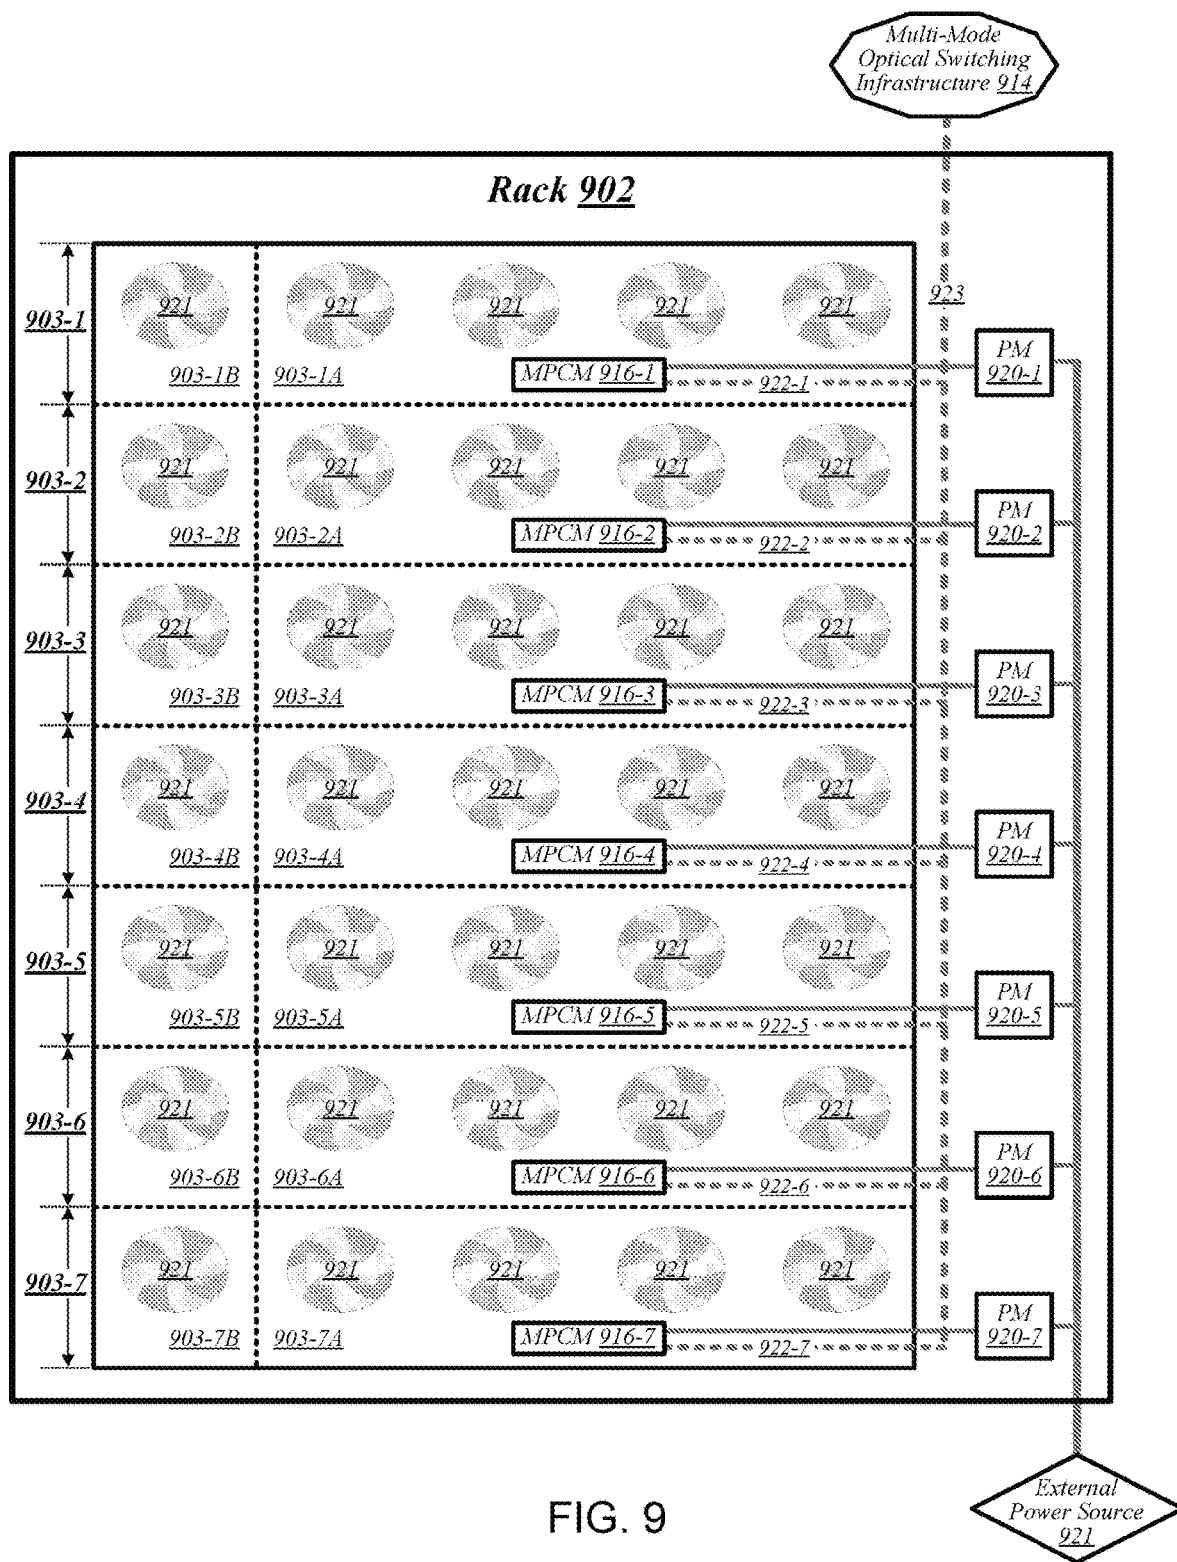 Multi-Mode
Optical Switching
Infrastructure 914
Rack 902
903-1
921 921 921 921 921
923
903-1B 903-1A MPCM 916-1 922-1
PM
920-1
903-2
921 921 921 921 921
903-2B 903-2A MPCM 916-2 922-2
PM
920-2
903-3
921 921 921 921 921
903-3B 903-3A MPCM 916-3 922-3
PM
920-3
903-4
921 921 921 921 921
903-4B 903-4A MPCM 916-4 922-4
PM
920-4
903-5
921 921 921 921 921
903-5B 903-5A MPCM 916-5 922-5
PM
920-5
903-6
921 921 921 921 921
903-6B 903-6A MPCM 916-6 922-6
PM
920-6
903-7
921 921 921 921 921
903-7B 903-7A MPCM 916-7 922-7
PM
920-7
External
Power Source
921
FIG. 9